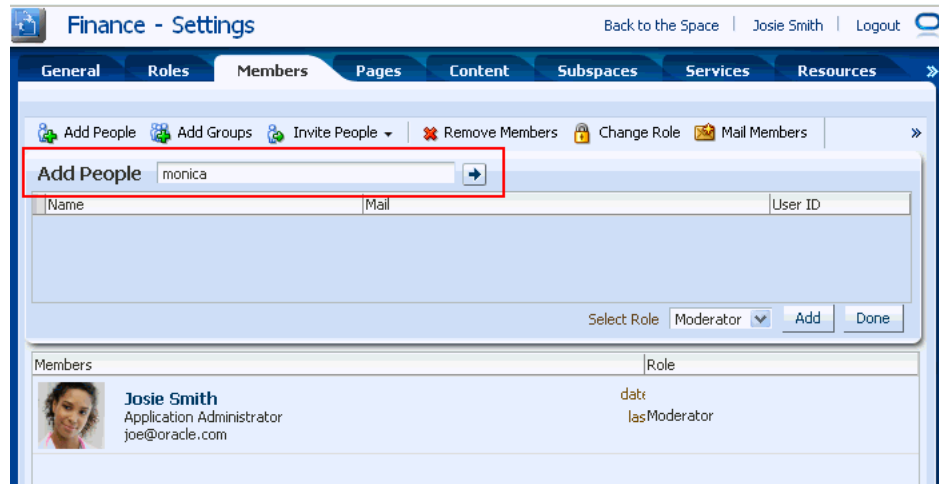 Finance - Settings Back to the Space | Josie Smith | Logout
General Roles Members Pages Content Subspaces Services Resources »
Add People Add Groups Invite People Remove Members Change Role Mail Members »
Add People monica
Name Mail User ID
Select Role Moderator Add Done
Members Role
Josie Smith date
Application Administrator las Moderator
joe@oracle.com